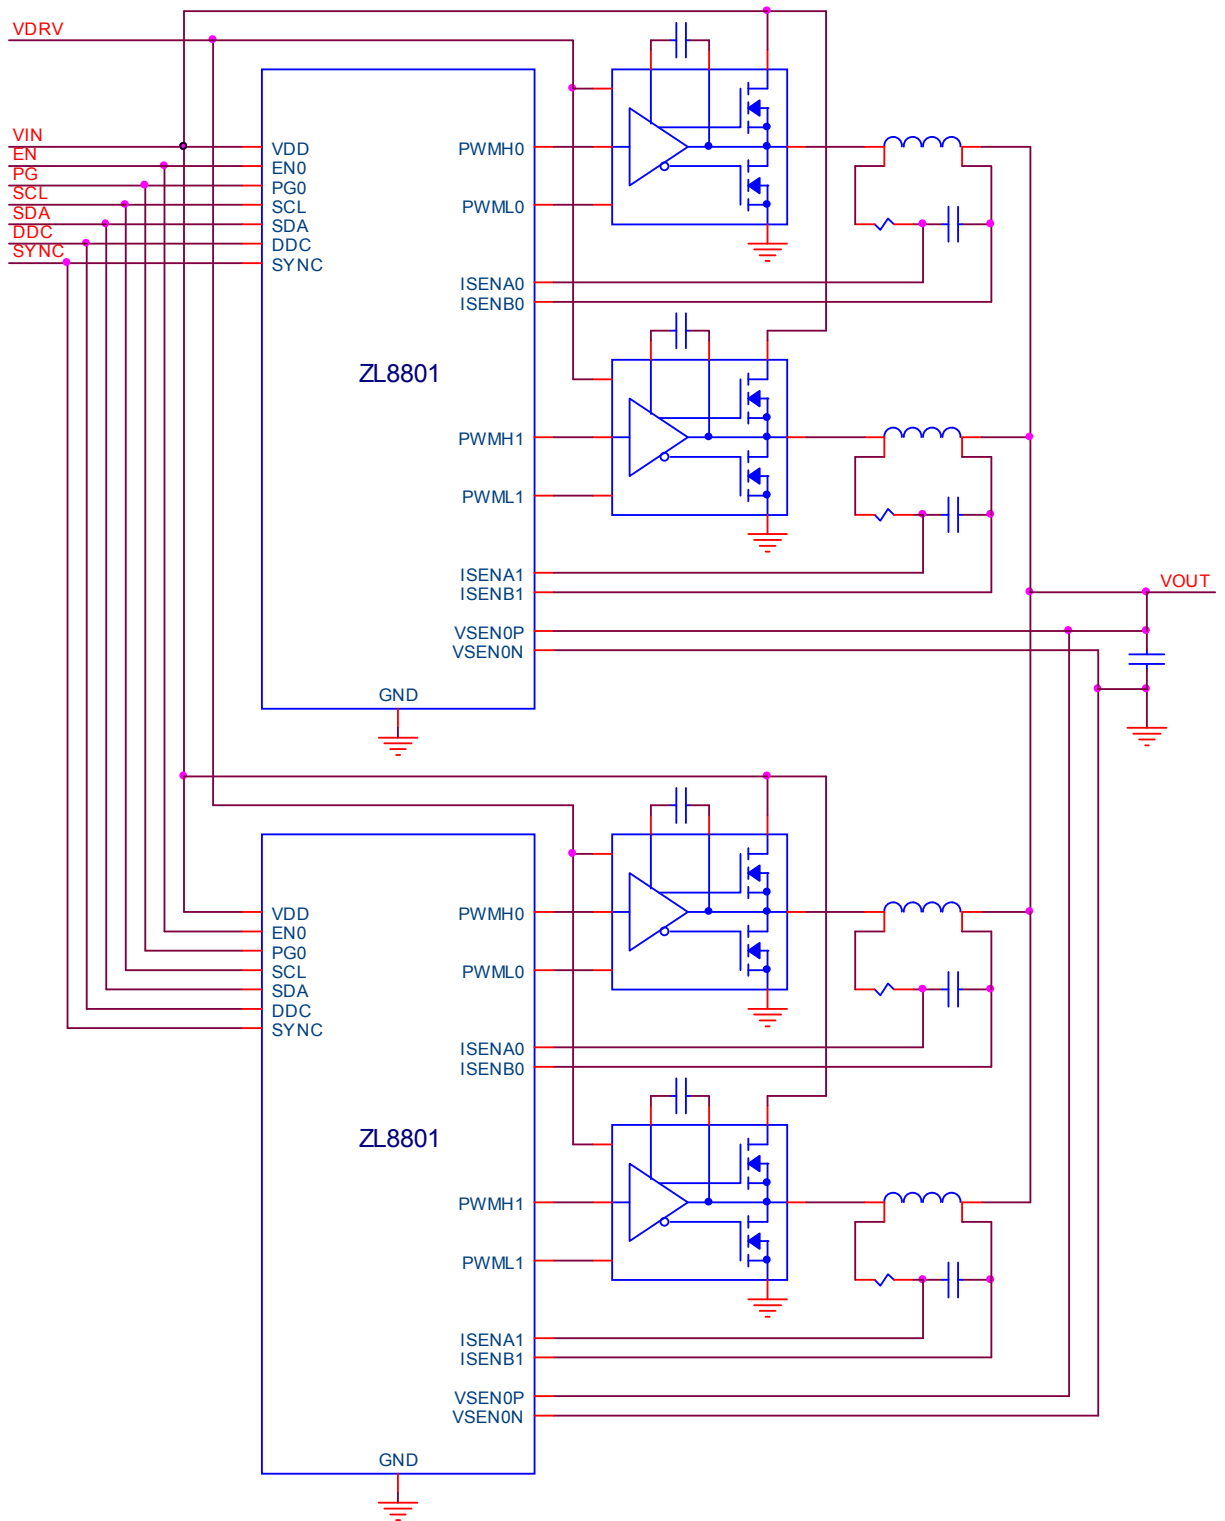 VDRV
VIN
EN
PG
SCL
SDA
DDC
SYNC
VDD
EN0
PG0
SCL
SDA
DDC
SYNC
PWMH0
PWML0
ISENA0
ISENB0
ZL8801
PWMH1
PWML1
ISENA1
ISENB1
VSEN0P
VSEN0N
GND
VOUT
VDD
EN0
PG0
SCL
SDA
DDC
SYNC
PWMH0
PWML0
ISENA0
ISENB0
ZL8801
PWMH1
PWML1
ISENA1
ISENB1
VSEN0P
VSEN0N
GND